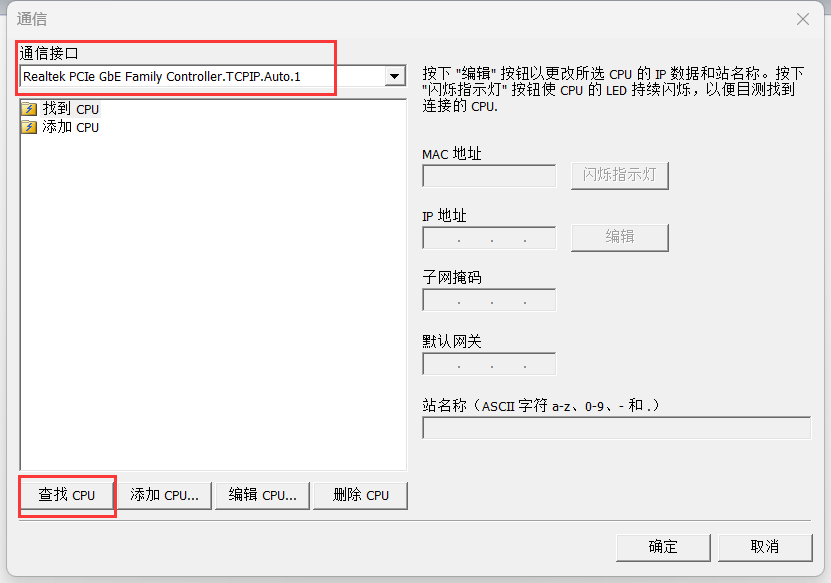 通信
通信接口
Realtek PCIe GbE Family Controller.TCPIP.Auto.1
找到 CPU
添加 CPU
按下 "编辑" 按钮以更改所选 CPU 的 IP 数据和站名称。按下
"闪烁指示灯" 按钮使 CPU 的 LED 持续闪烁，以便目测找到
连接的 CPU.
MAC 地址
闪烁指示灯
IP 地址
编辑
子网掩码
默认网关
站名称（ASCII 字符 a-z、0-9、- 和 .）
查找 CPU
添加 CPU...
编辑 CPU...
删除 CPU
确定
取消